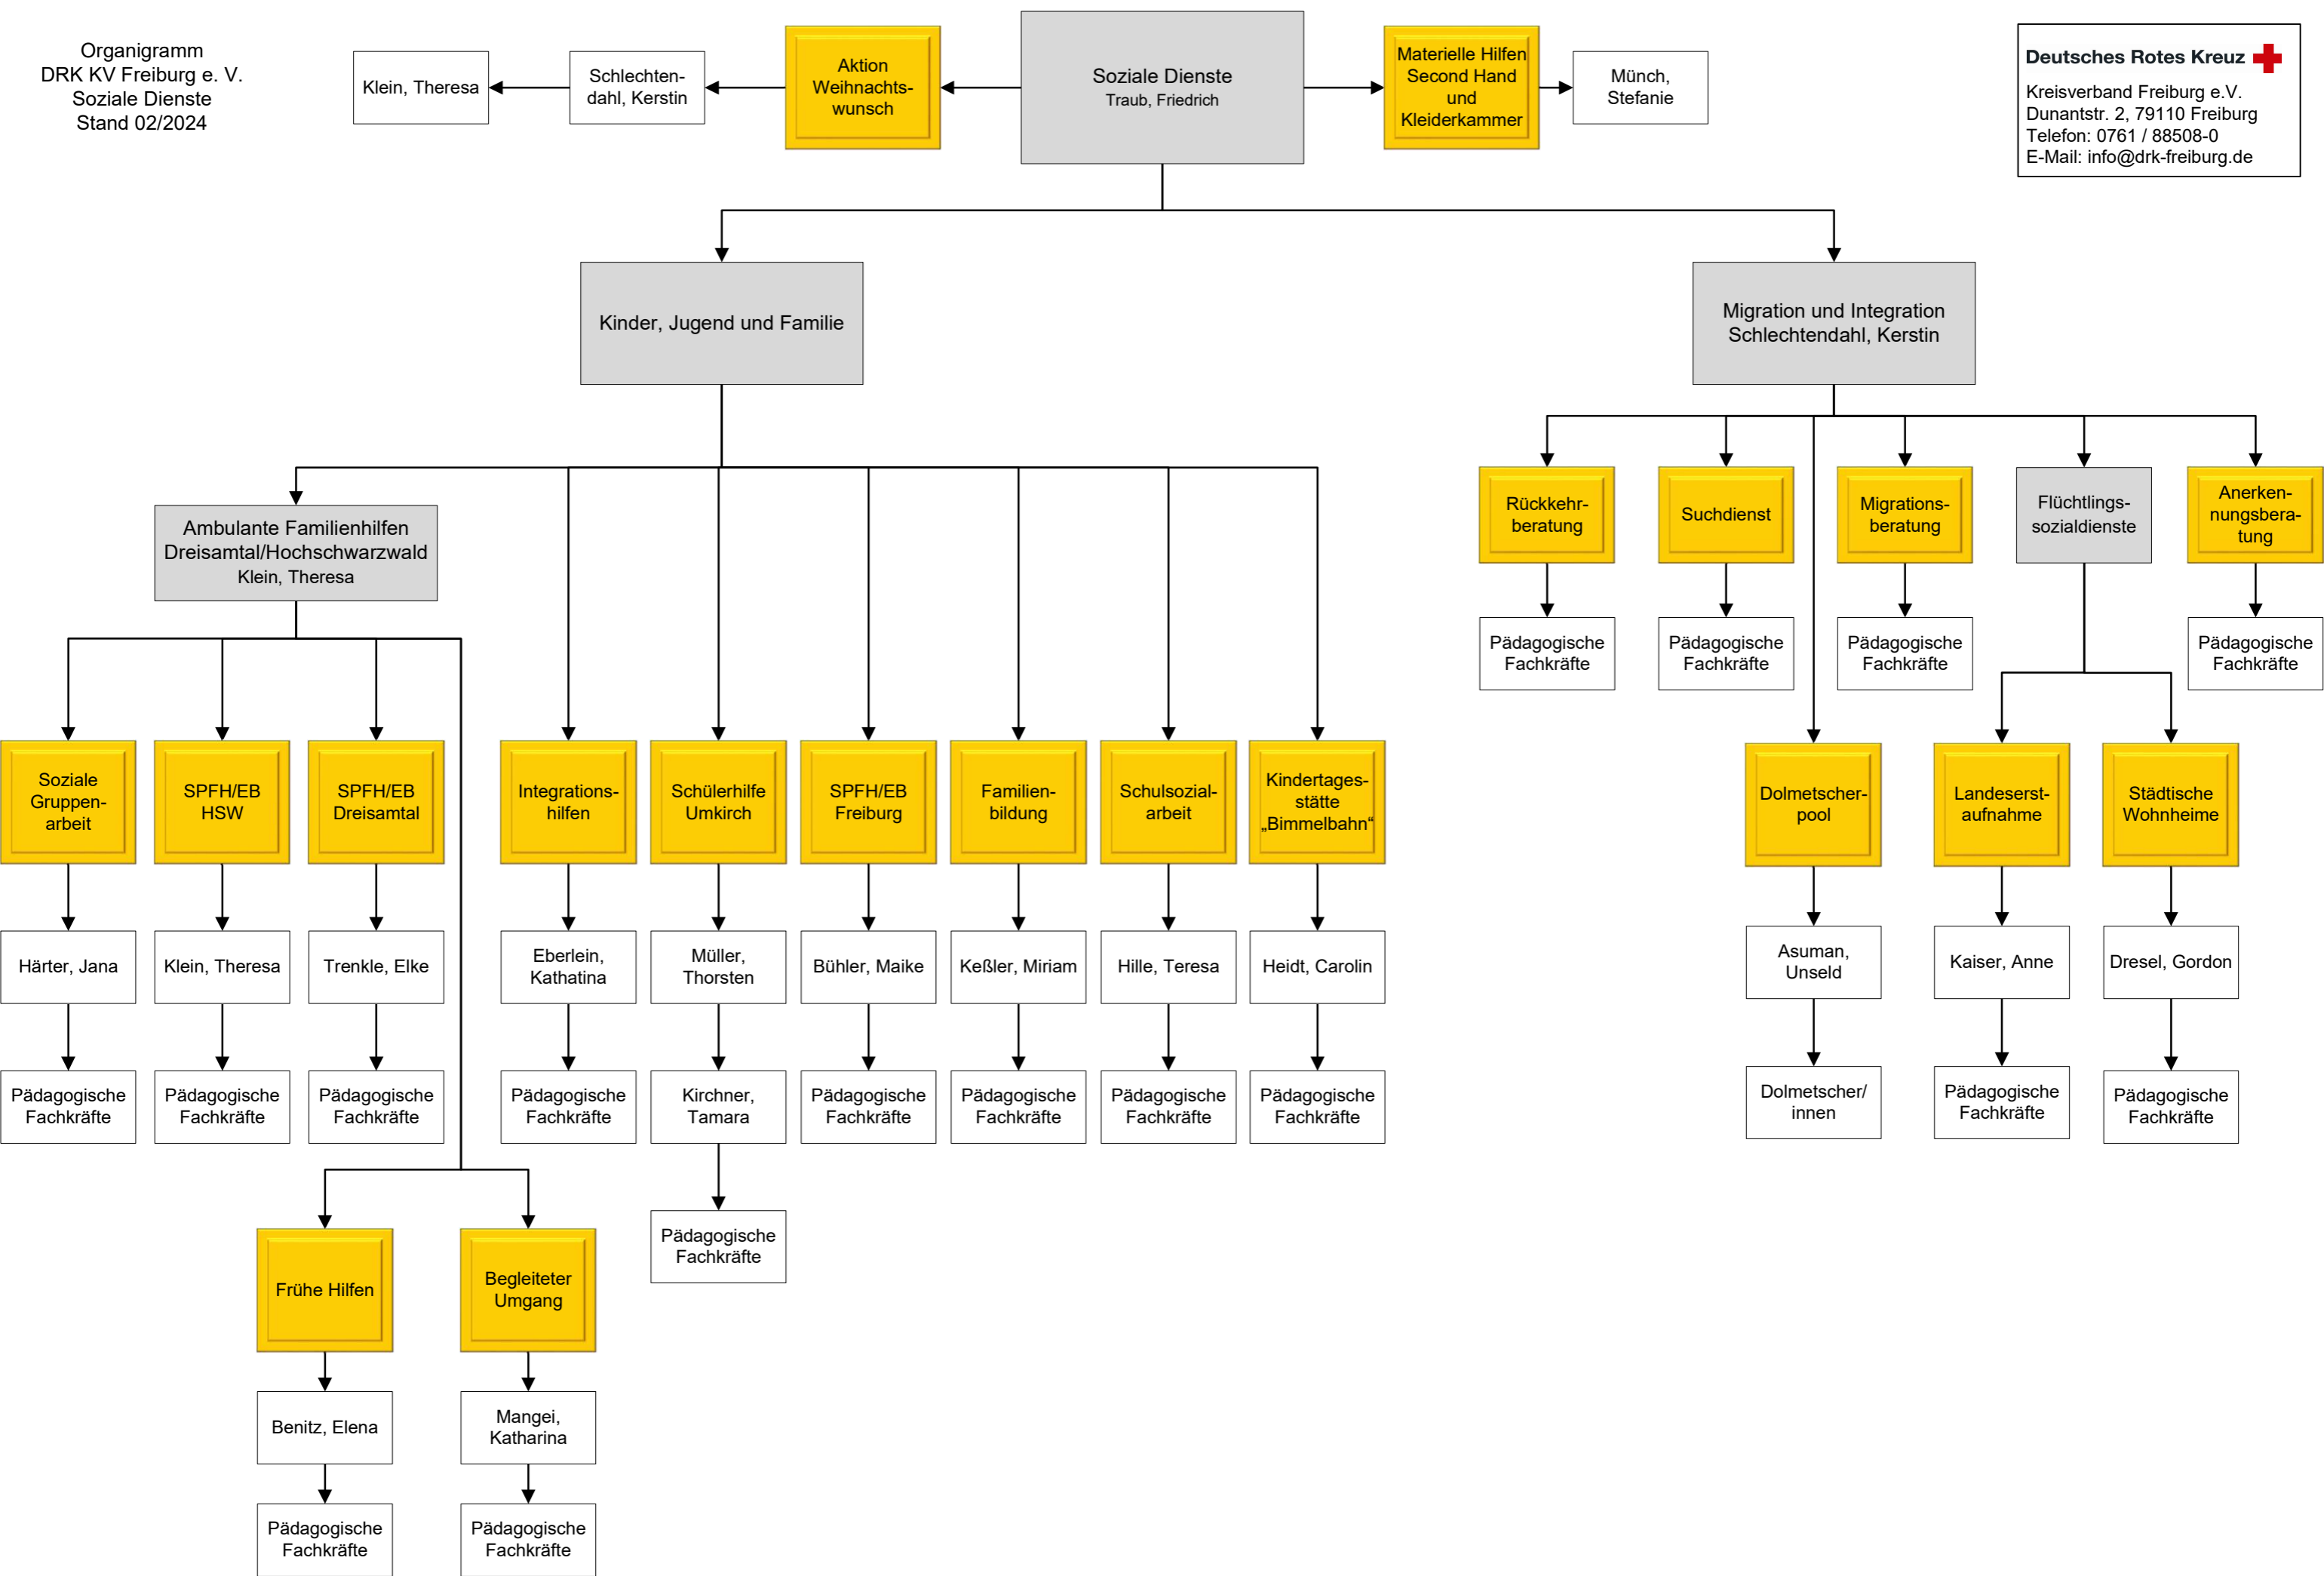 Organigramm
DRK KV Freiburg e. V.
Soziale Dienste
Stand 02/2024
Klein, Theresa
Schlechten-
dahl, Kerstin
Aktion
Weihnachts-
wunsch
Soziale Dienste
Traub, Friedrich
Materielle Hilfen
Second Hand
und
Kleiderkammer
Münch,
Stefanie
Deutsches Rotes Kreuz
Kreisverband Freiburg e.V.
Dunantstr. 2, 79110 Freiburg
Telefon: 0761 / 88508-0
E-Mail: info@drk-freiburg.de
Kinder, Jugend und Familie
Migration und Integration
Schlechtendahl, Kerstin
Ambulante Familienhilfen
Dreisamtal/Hochschwarzwald
Klein, Theresa
Rückkehr-
beratung
Suchdienst
Migrations-
beratung
Flüchtlings-
sozialdienste
Anerken-
nungsbera-
tung
Pädagogische
Fachkräfte
Pädagogische
Fachkräfte
Pädagogische
Fachkräfte
Pädagogische
Fachkräfte
Soziale
Gruppen-
arbeit
SPFH/EB
HSW
SPFH/EB
Dreisamtal
Integrations-
hilfen
Schülerhilfe
Umkirch
SPFH/EB
Freiburg
Familien-
bildung
Schulsozial-
arbeit
Kindertages-
stätte
„Bimmelbahn“
Dolmetscher-
pool
Landeserst-
aufnahme
Städtische
Wohnheime
Härter, Jana
Klein, Theresa
Trenkle, Elke
Eberlein,
Kathatina
Müller,
Thorsten
Bühler, Maike
Keßler, Miriam
Hille, Teresa
Heidt, Carolin
Asuman,
Unseld
Kaiser, Anne
Dresel, Gordon
Pädagogische
Fachkräfte
Pädagogische
Fachkräfte
Pädagogische
Fachkräfte
Pädagogische
Fachkräfte
Kirchner,
Tamara
Pädagogische
Fachkräfte
Pädagogische
Fachkräfte
Pädagogische
Fachkräfte
Pädagogische
Fachkräfte
Dolmetscher/
innen
Pädagogische
Fachkräfte
Pädagogische
Fachkräfte
Pädagogische
Fachkräfte
Frühe Hilfen
Begleiteter
Umgang
Benitz, Elena
Mangei,
Katharina
Pädagogische
Fachkräfte
Pädagogische
Fachkräfte